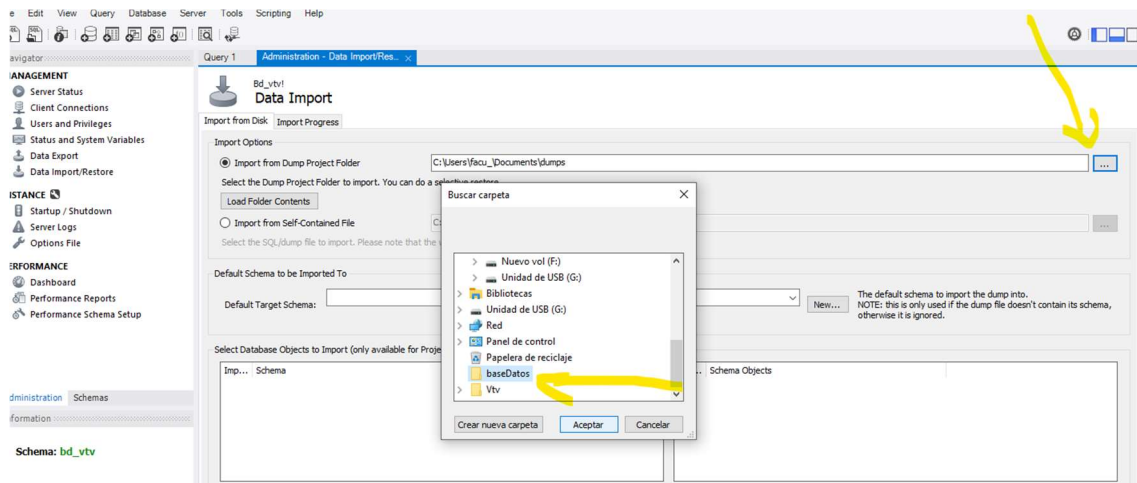 e Edit View Query Database Server Tools Scripting Help
avigator
Query 1 Administration - Data Import/Res... ×
IANAGEMENT
Server Status
Client Connections
Users and Privileges
Status and System Variables
Data Export
Data Import/Restore
ISTANCE
Startup / Shutdown
Server Logs
Options File
ERFORMANCE
Dashboard
Performance Reports
Performance Schema Setup
dministration Schemas
nformation
Schema: bd_vtv
Bd_vtv!
Data Import
Import from Disk Import Progress
Import Options
Import from Dump Project Folder C:\Users\facu_\Documents\dumps ...
Select the Dump Project Folder to import. You can do a selective restore.
Load Folder Contents
Import from Self-Contained File C: ...
Select the SQL/dump file to import. Please note that the
Default Schema to be Imported To
Default Target Schema: New...
The default schema to import the dump into.
NOTE: this is only used if the dump file doesn't contain its schema,
otherwise it is ignored.
Select Database Objects to Import (only available for Proje
Imp... Schema
... Schema Objects
Buscar carpeta
Nuevo vol (F:)
Unidad de USB (G:)
Bibliotecas
Unidad de USB (G:)
Red
Panel de control
Papelera de reciclaje
baseDatos
Vtv
Crear nueva carpeta Aceptar Cancelar